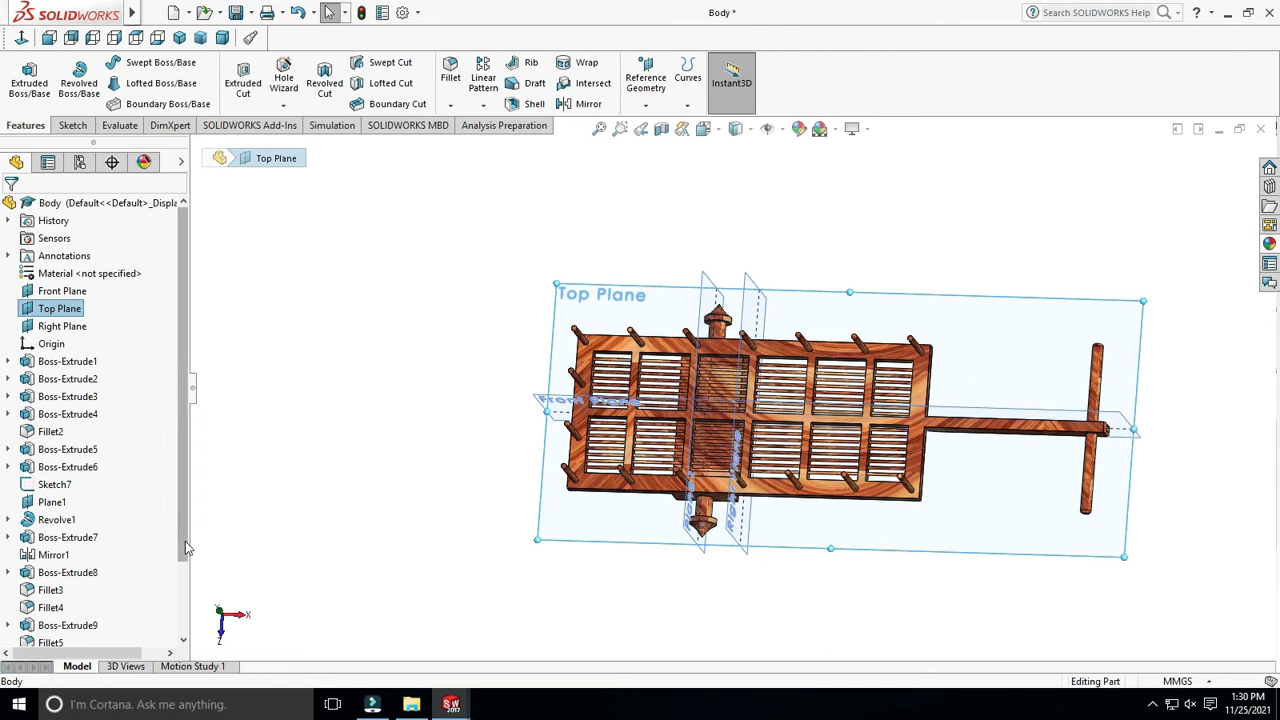 SOLIDWORKS
Body *
Search SOLIDWORKS Help
Extruded Boss/Base
Revolved Boss/Base
Swept Boss/Base
Lofted Boss/Base
Boundary Boss/Base
Extruded Cut
Hole Wizard
Revolved Cut
Swept Cut
Lofted Cut
Boundary Cut
Fillet
Linear Pattern
Rib
Draft
Shell
Wrap
Intersect
Mirror
Reference Geometry
Curves
Instant3D
Features
Sketch
Evaluate
DimXpert
SOLIDWORKS Add-Ins
Simulation
SOLIDWORKS MBD
Analysis Preparation
Top Plane
Body (Default<<Default>_Displa
History
Sensors
Annotations
Material <not specified>
Front Plane
Top Plane
Right Plane
Origin
Boss-Extrude1
Boss-Extrude2
Boss-Extrude3
Boss-Extrude4
Fillet2
Boss-Extrude5
Boss-Extrude6
Sketch7
Plane1
Revolve1
Boss-Extrude7
Mirror1
Boss-Extrude8
Fillet3
Fillet4
Boss-Extrude9
Fillet5
Top Plane
Front Plane
Right Plane
X
Y
Z
Model
3D Views
Motion Study 1
Body
Editing Part
MMGS
I'm Cortana. Ask me anything.
SW
2017
1:30 PM
11/25/2021